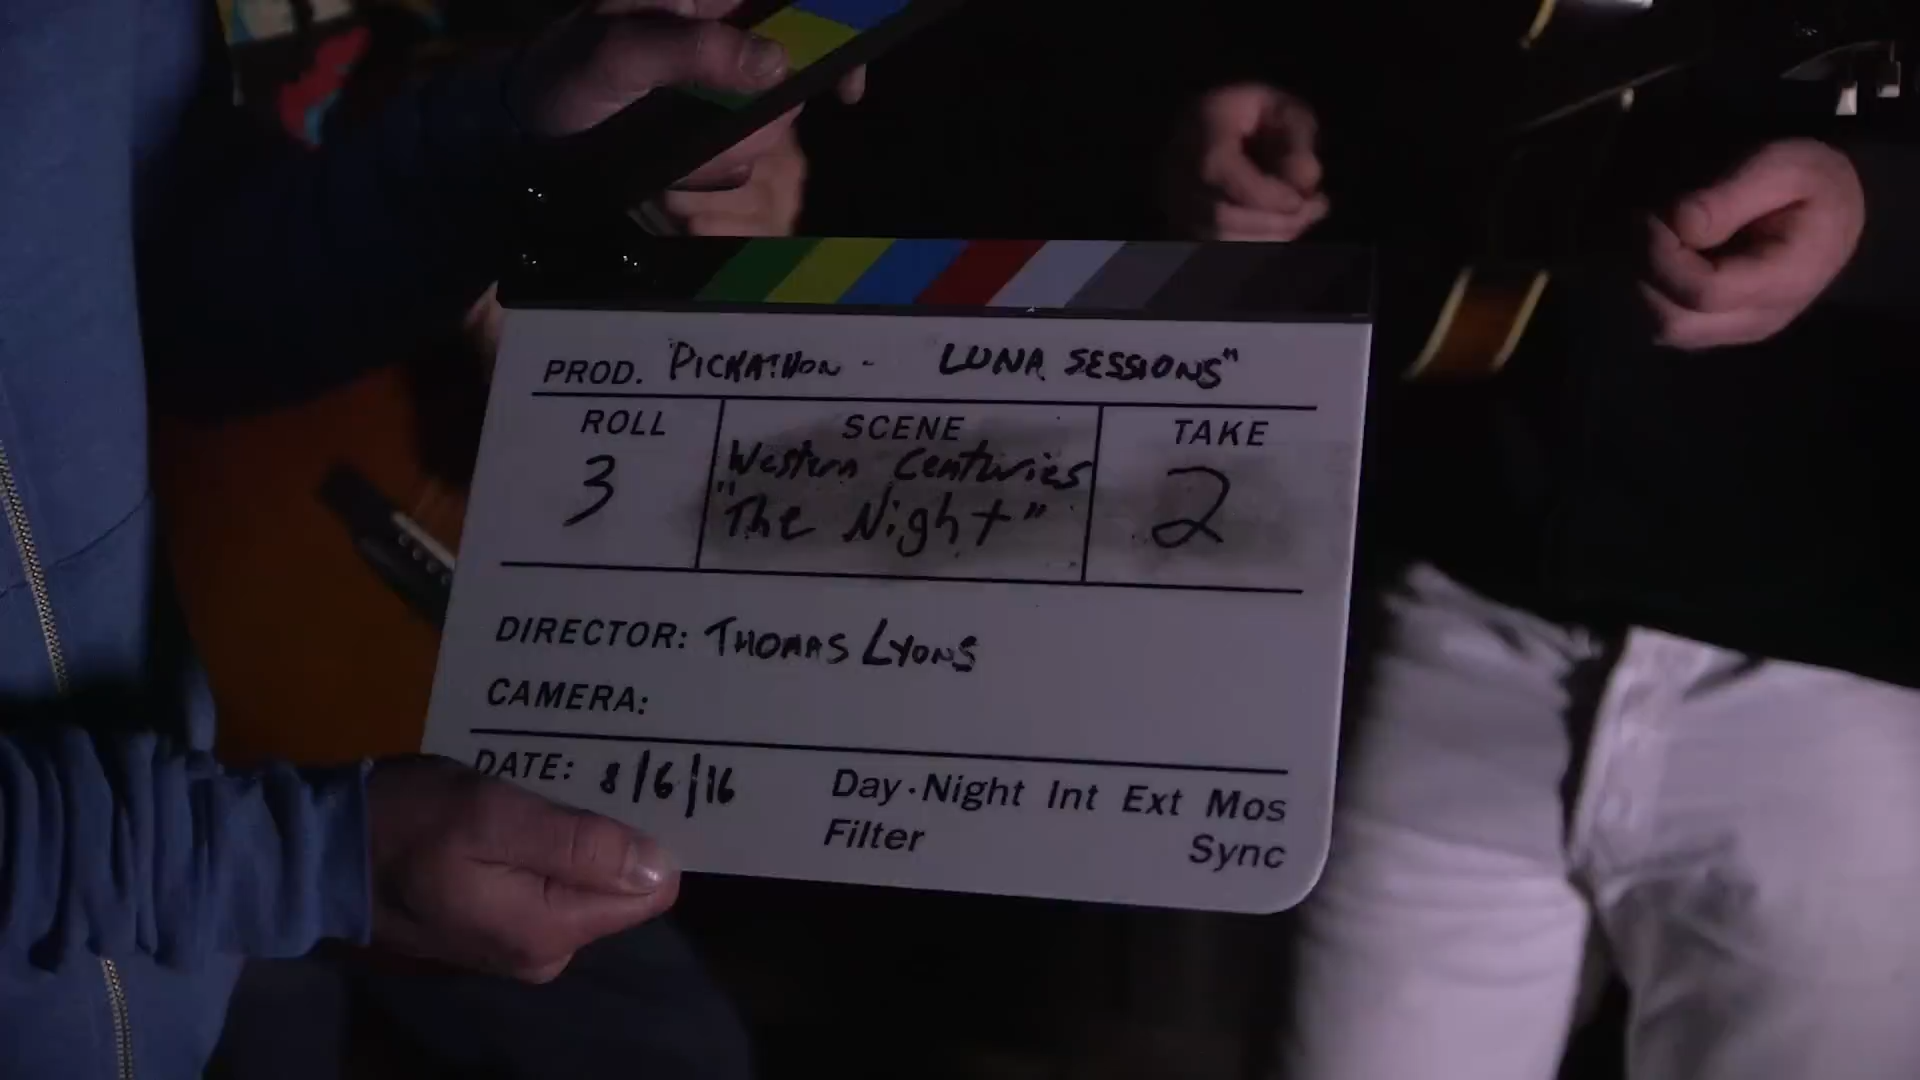 PROD. PICKATHON - LUNA SESSIONS"
ROLL SCENE TAKE
3 Western Centuries 2
"The Night"
DIRECTOR: THOMAS LYONS
CAMERA:
DATE: 8/6/16 Day · Night Int Ext Mos
Filter Sync